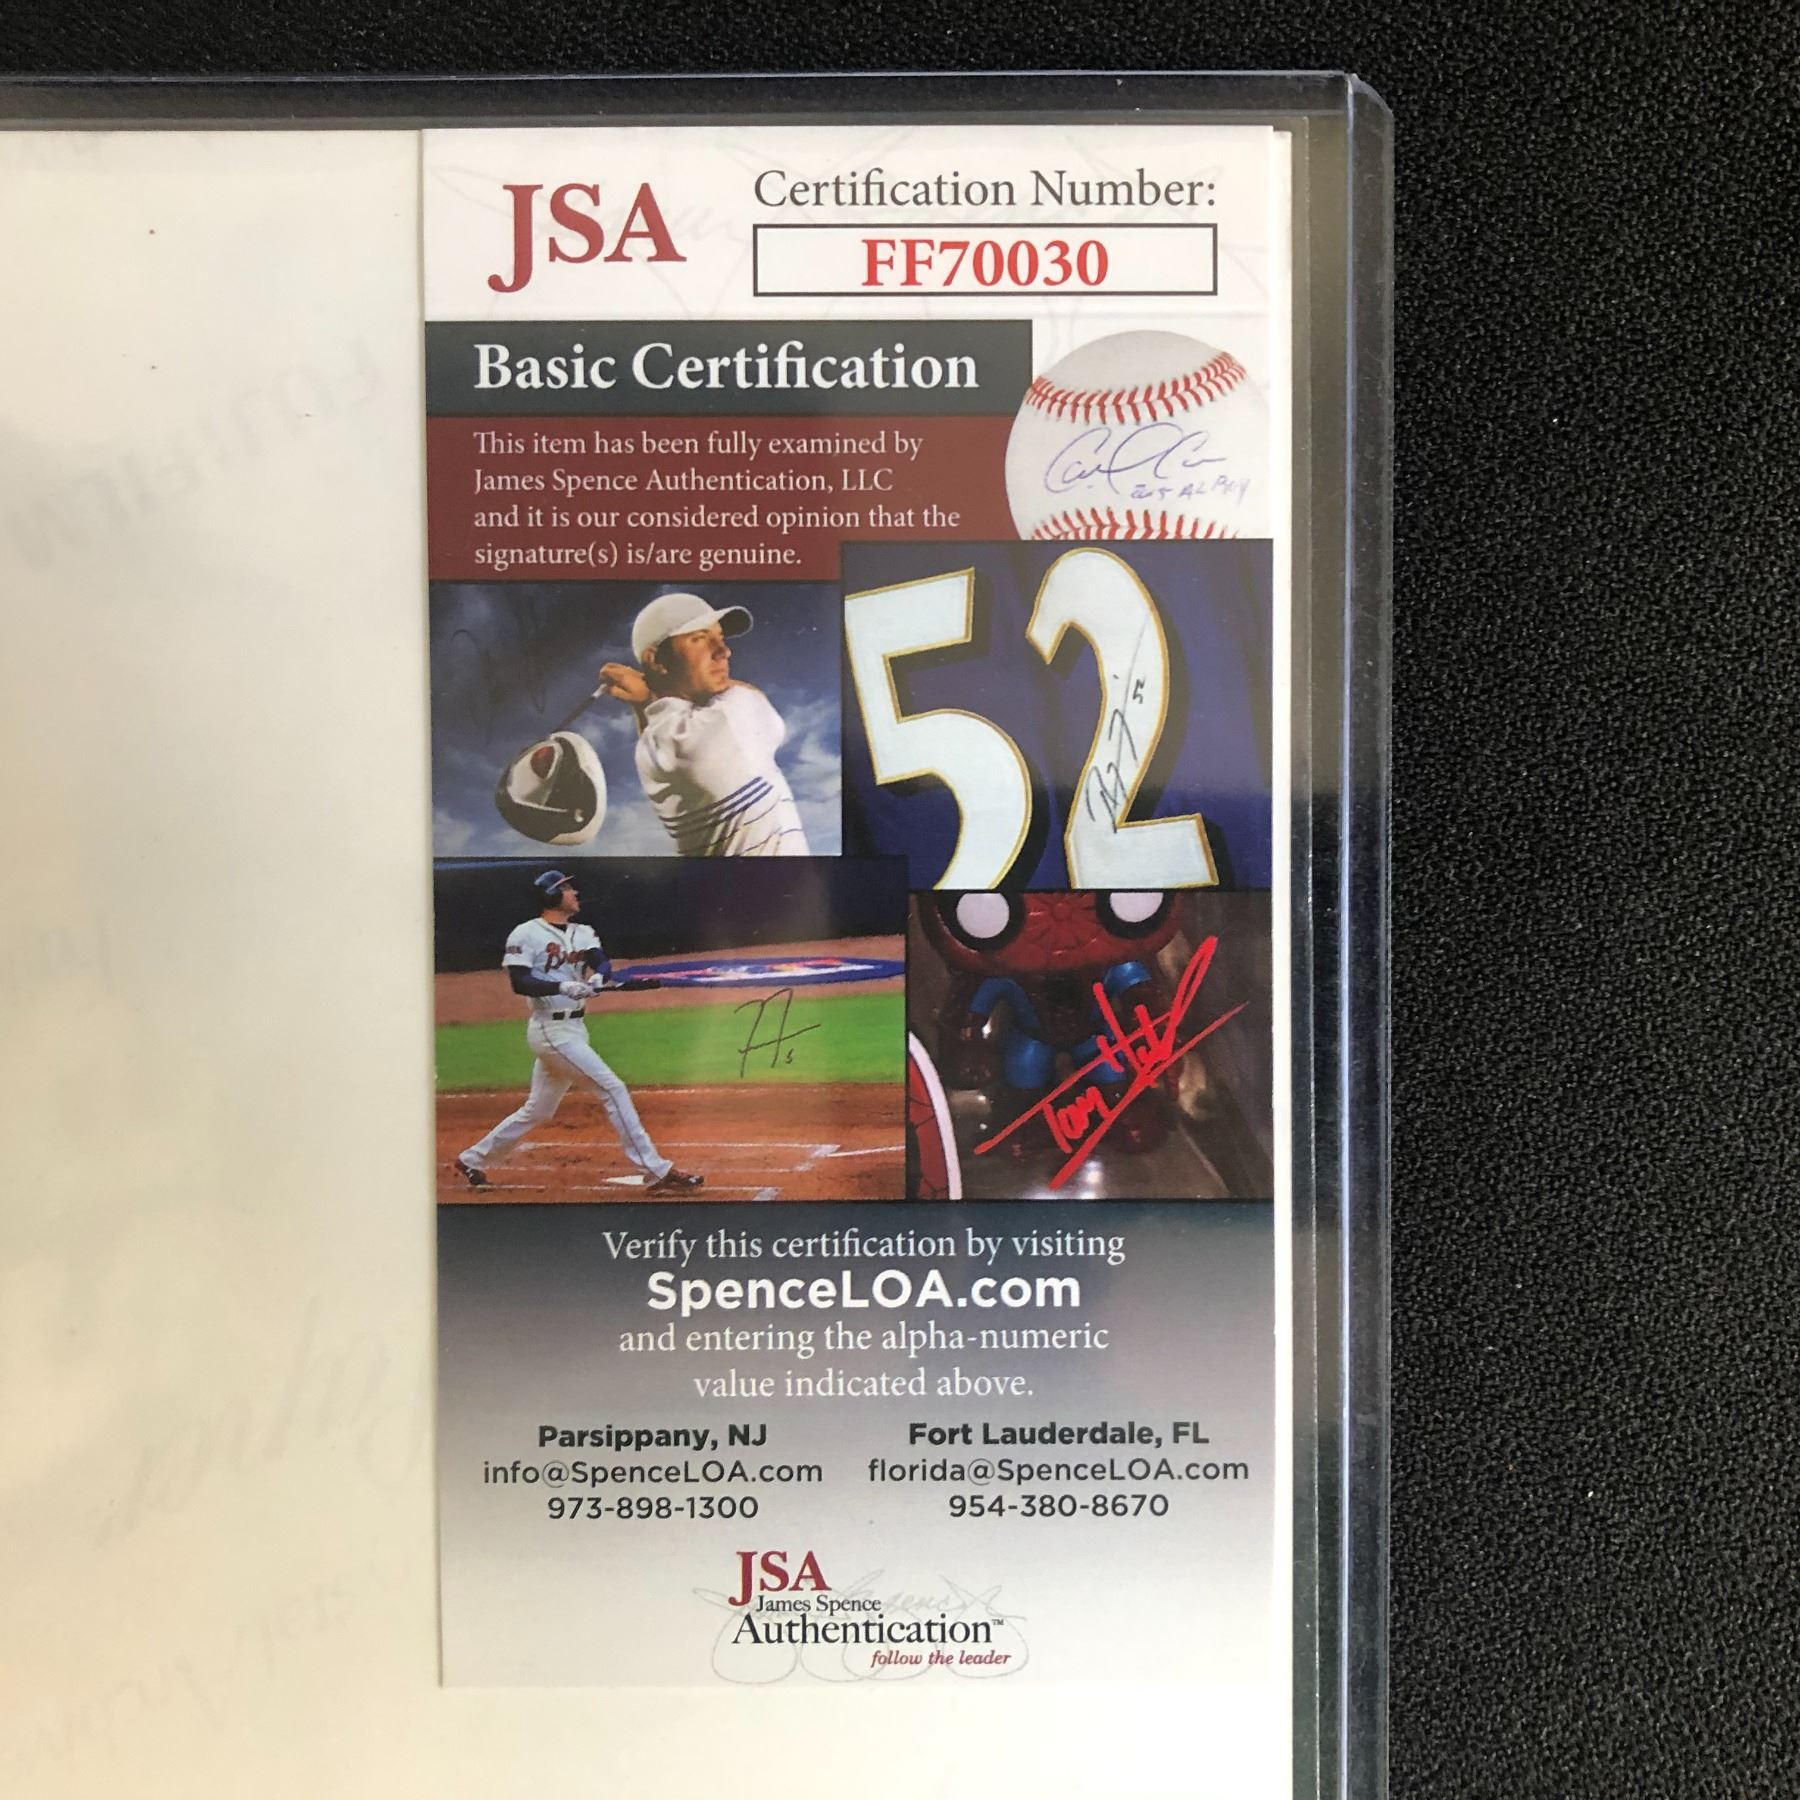 JSA
Certification Number:
FF70030
Basic Certification
This item has been fully examined by
James Spence Authentication, LLC
and it is our considered opinion that the
signature(s) is/are genuine.
52
52
5
Verify this certification by visiting
SpenceLOA.com
and entering the alpha-numeric
value indicated above.
Parsippany, NJ
info@SpenceLOA.com
973-898-1300
Fort Lauderdale, FL
florida@SpenceLOA.com
954-380-8670
JSA
James Spence
Authentication™
follow the leader